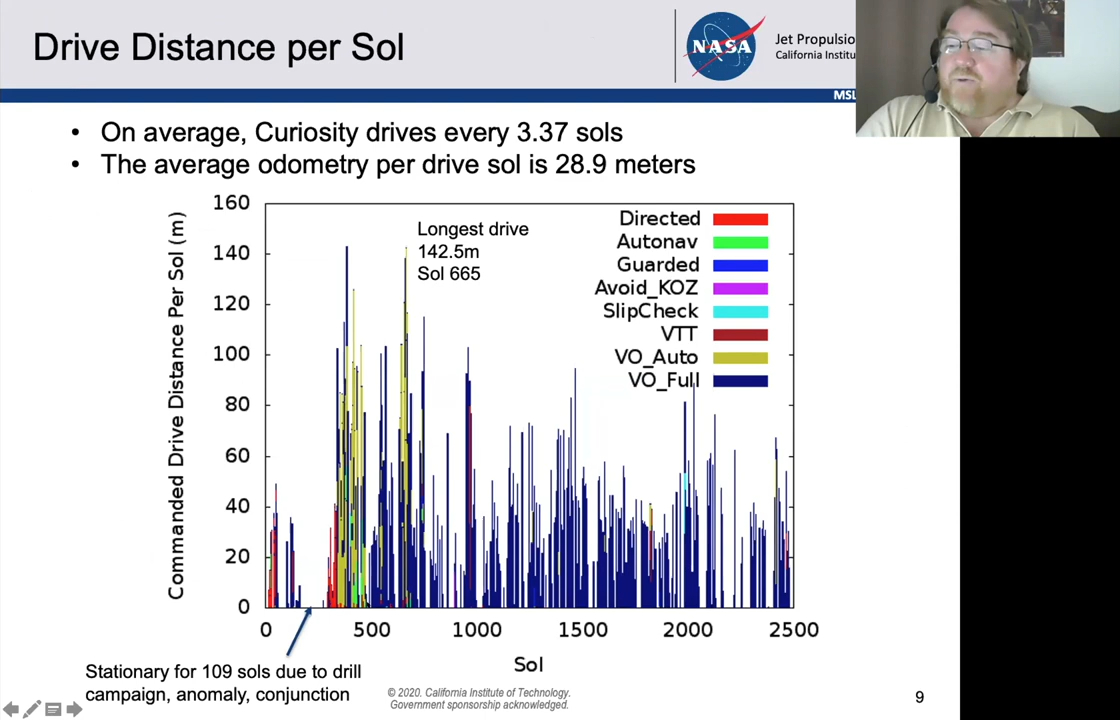 Drive Distance per Sol
NASA
Jet Propulsio
California Institu
MSL
• On average, Curiosity drives every 3.37 sols
• The average odometry per drive sol is 28.9 meters
Commanded Drive Distance Per Sol (m)
160
140
120
100
80
60
40
20
0
Longest drive
142.5m
Sol 665
Directed
Autonav
Guarded
Avoid_KOZ
SlipCheck
VTT
VO_Auto
VO_Full
0 500 1000 1500 2000 2500
Sol
Stationary for 109 sols due to drill
campaign, anomaly, conjunction
© 2020. California Institute of Technology.
Government sponsorship acknowledged.
9